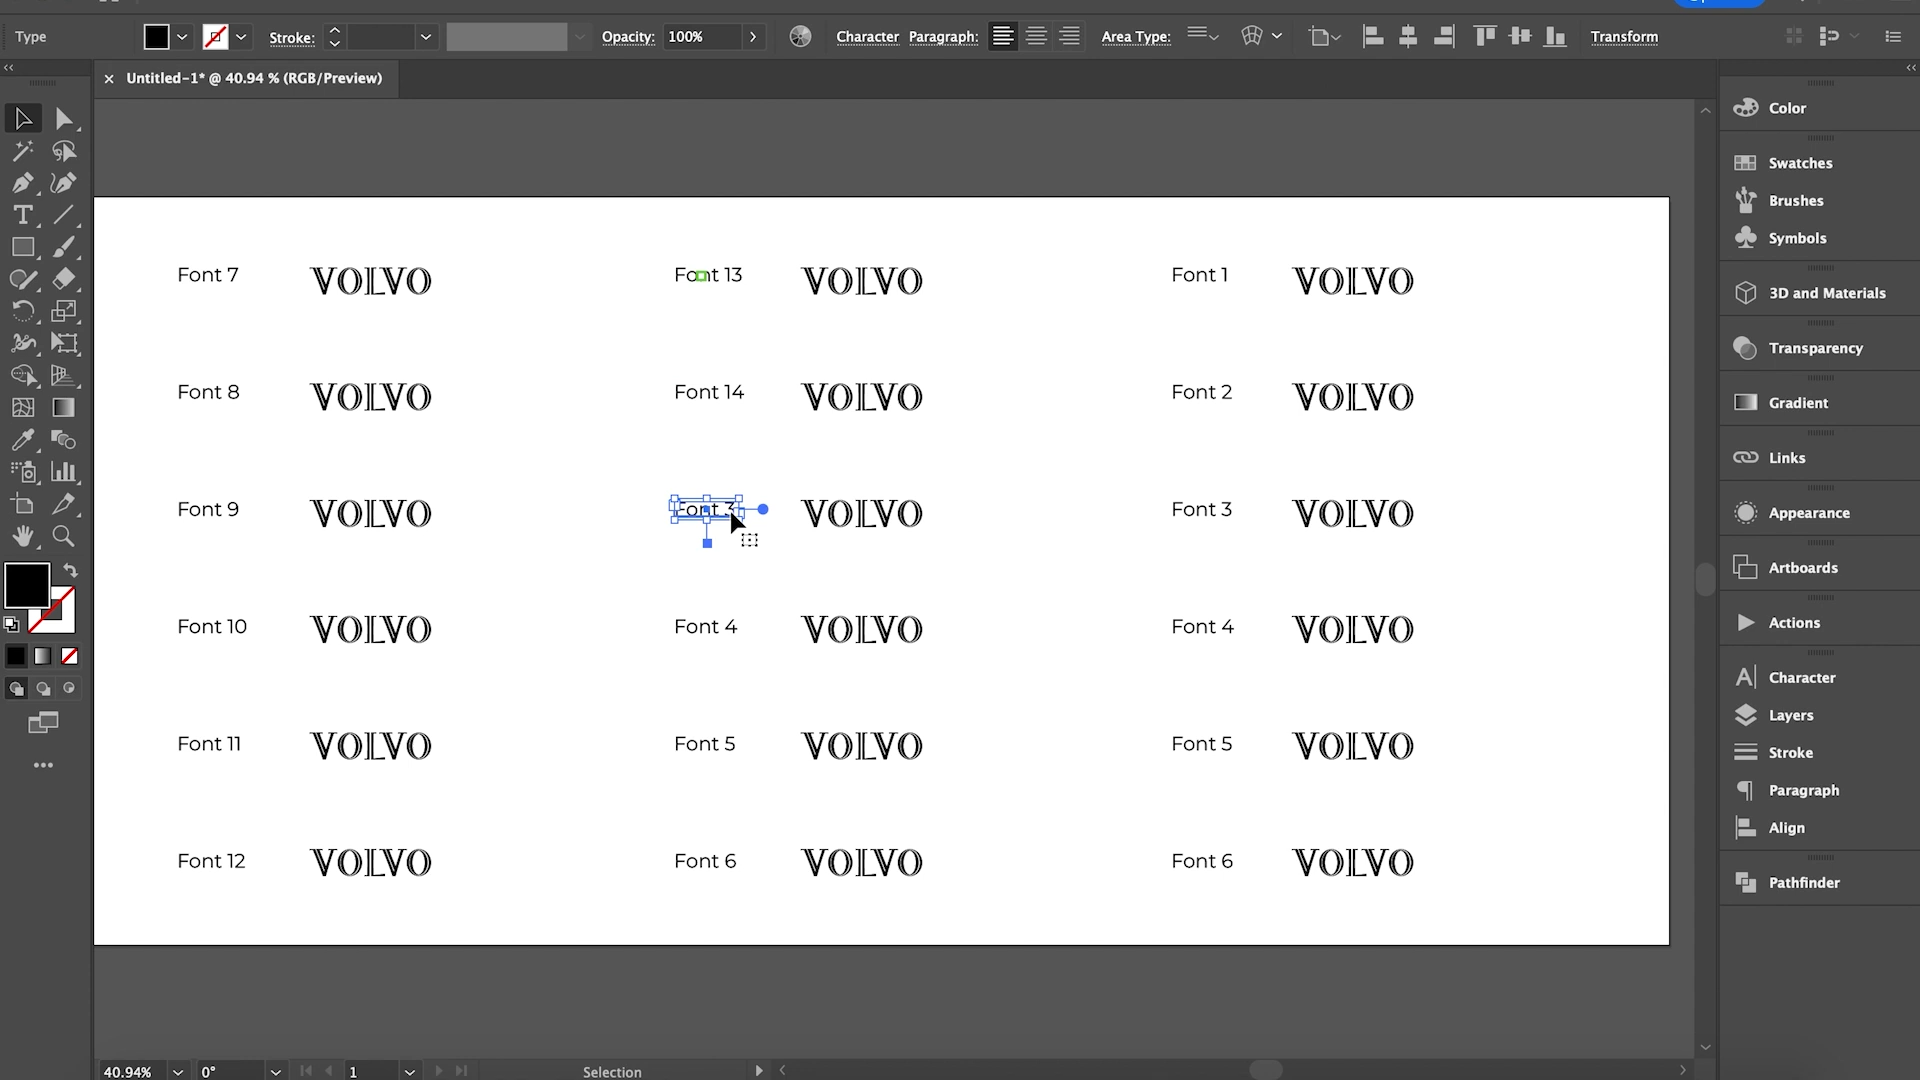 Type
Stroke:
Opacity: 100%
Character Paragraph:
Area Type:
Transform
Untitled-1* @ 40.94 % (RGB/Preview)
Font 7 VOLVO Font 13 VOLVO Font 1 VOLVO
Font 8 VOLVO Font 14 VOLVO Font 2 VOLVO
Font 9 VOLVO Font 3 VOLVO Font 3 VOLVO
Font 10 VOLVO Font 4 VOLVO Font 4 VOLVO
Font 11 VOLVO Font 5 VOLVO Font 5 VOLVO
Font 12 VOLVO Font 6 VOLVO Font 6 VOLVO
Color
Swatches
Brushes
Symbols
3D and Materials
Transparency
Gradient
Links
Appearance
Artboards
Actions
Character
Layers
Stroke
Paragraph
Align
Pathfinder
40.94% 0° 1 Selection